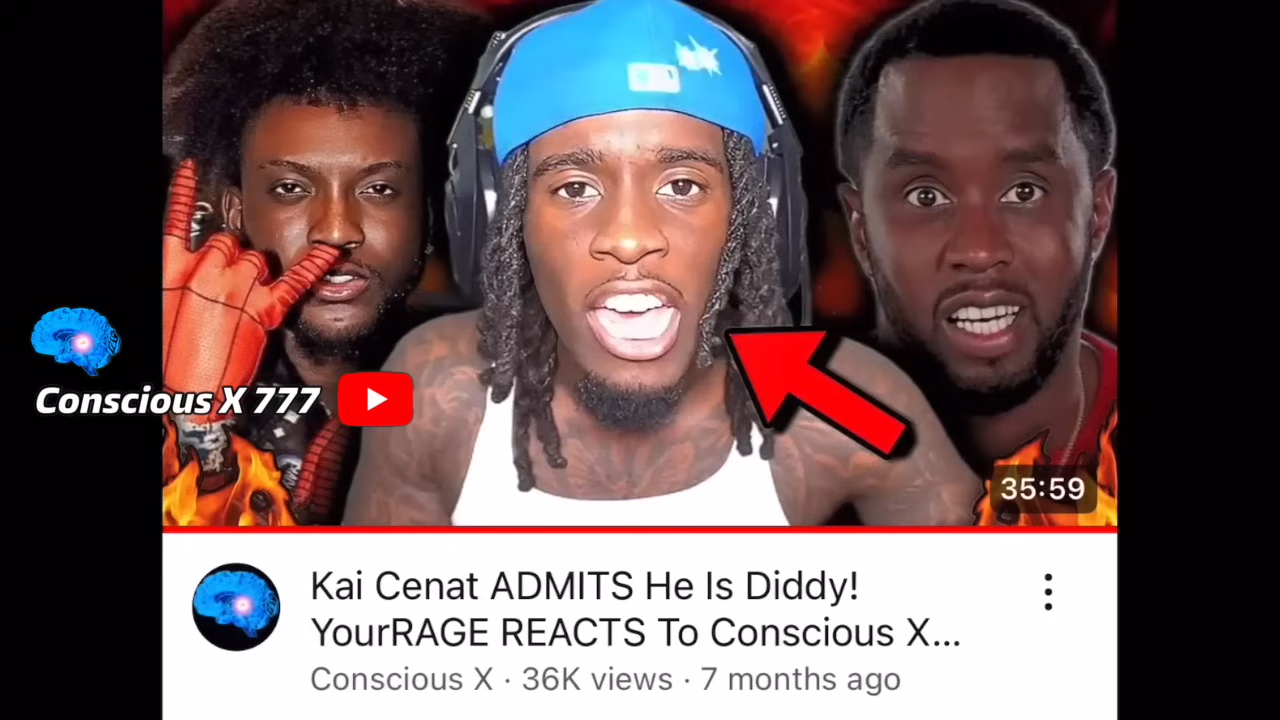 Conscious X 777
35:59
Kai Cenat ADMITS He Is Diddy!
YourRAGE REACTS To Conscious X...
Conscious X · 36K views · 7 months ago